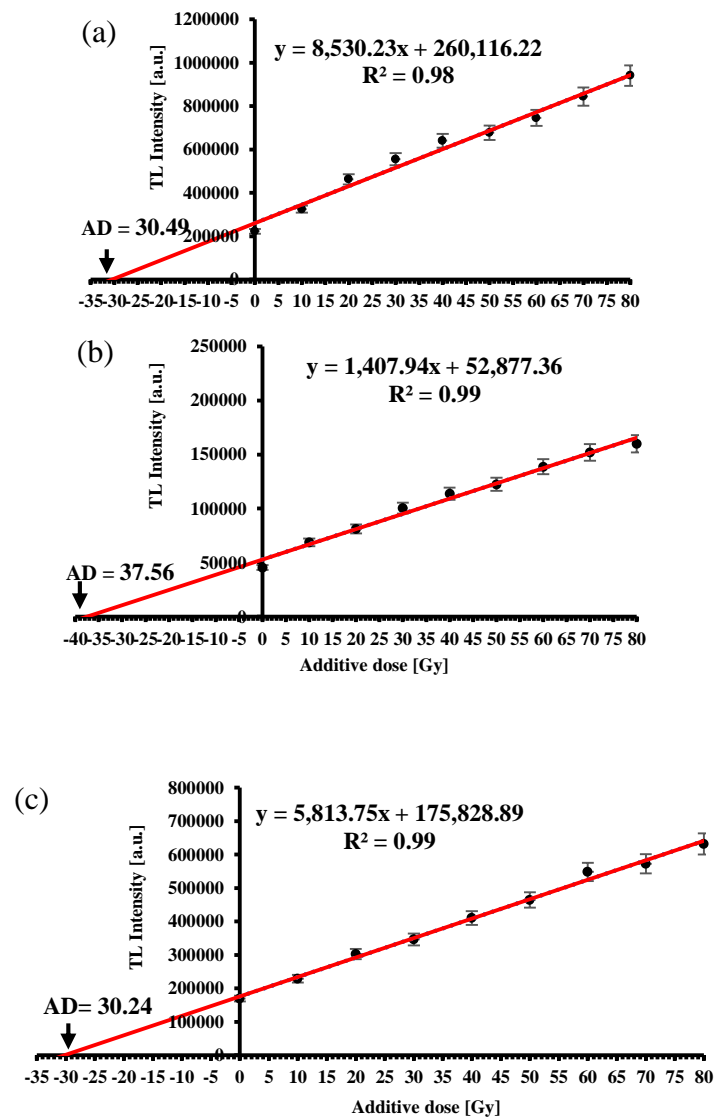 (a)
y = 8,530.23x + 260,116.22
R² = 0.98
TL Intensity [a.u.]
1000000
800000
600000
400000
200000
0
AD = 30.49
-35 -30 -25 -20 -15 -10 -5 0 5 10 15 20 25 30 35 40 45 50 55 60 65 70 75 80
(b)
y = 1,407.94x + 52,877.36
R² = 0.99
TL Intensity [a.u.]
250000
200000
150000
100000
50000
0
AD = 37.56
-40 -35 -30 -25 -20 -15 -10 -5 0 5 10 15 20 25 30 35 40 45 50 55 60 65 70 75 80
Additive dose [Gy]
(c)
y = 5,813.75x + 175,828.89
R² = 0.99
TL Intensity [a.u.]
800000
700000
600000
500000
400000
300000
200000
100000
0
AD= 30.24
-35 -30 -25 -20 -15 -10 -5 0 5 10 15 20 25 30 35 40 45 50 55 60 65 70 75 80
Additive dose [Gy]